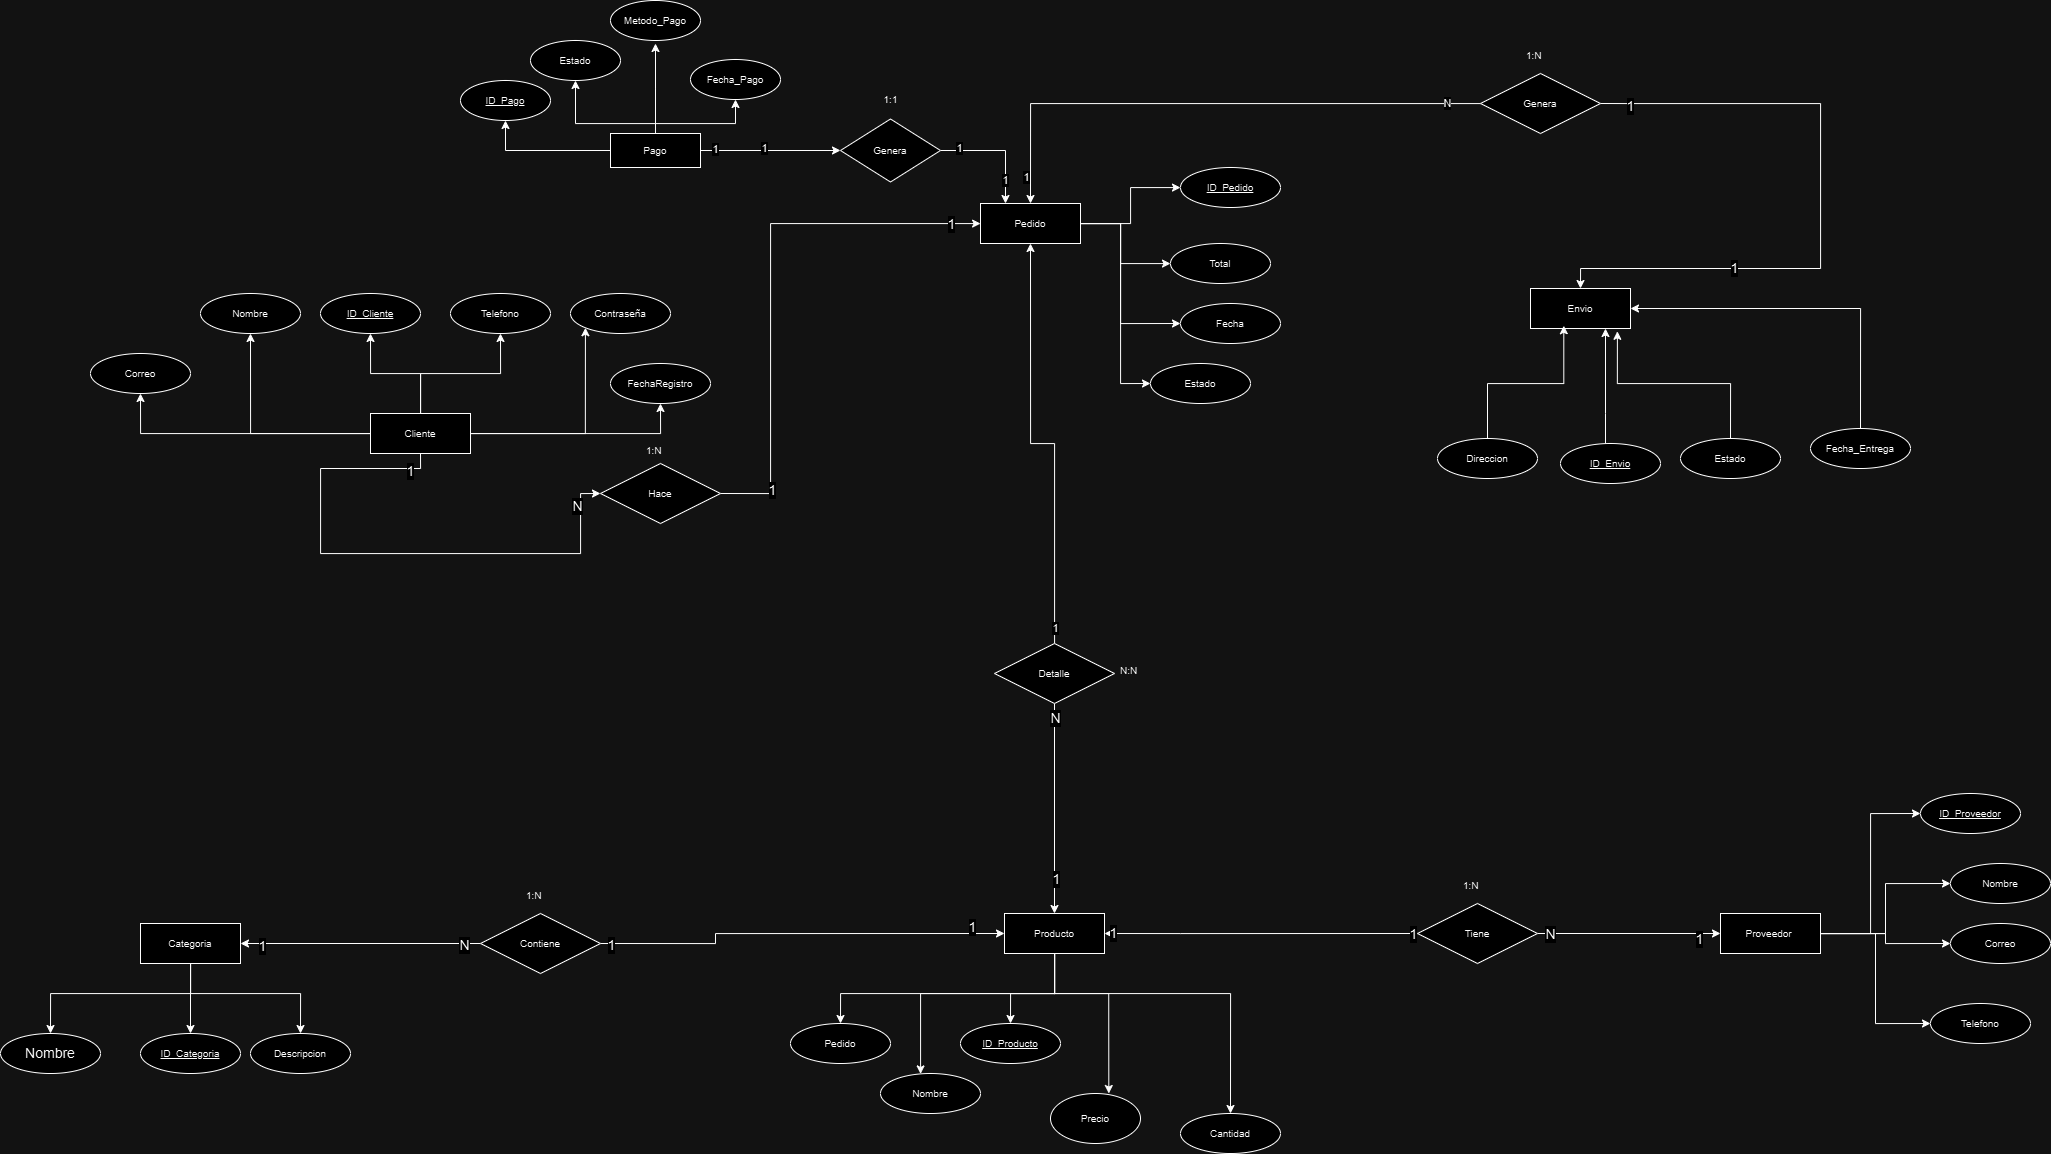 Metodo_Pago
Estado
Fecha_Pago
ID_Pago
1:1
Pago
1
1
Genera
1
1
1:N
Genera
N
1
1
1
Pedido
ID_Pedido
Total
Fecha
Estado
1
Envio
Direccion
ID_Envio
Estado
Fecha_Entrega
Nombre
ID_Cliente
Telefono
Contraseña
Correo
FechaRegistro
Cliente
1
1:N
N
Hace
1
1
1
Detalle
N:N
N
1
1:N
Categoria
1
N
Contiene
1
1
Producto
1
1:N
1
Tiene
N
1
Proveedor
ID_Proveedor
Nombre
Correo
Telefono
Nombre
ID_Categoria
Descripcion
Pedido
Nombre
ID_Producto
Precio
Cantidad